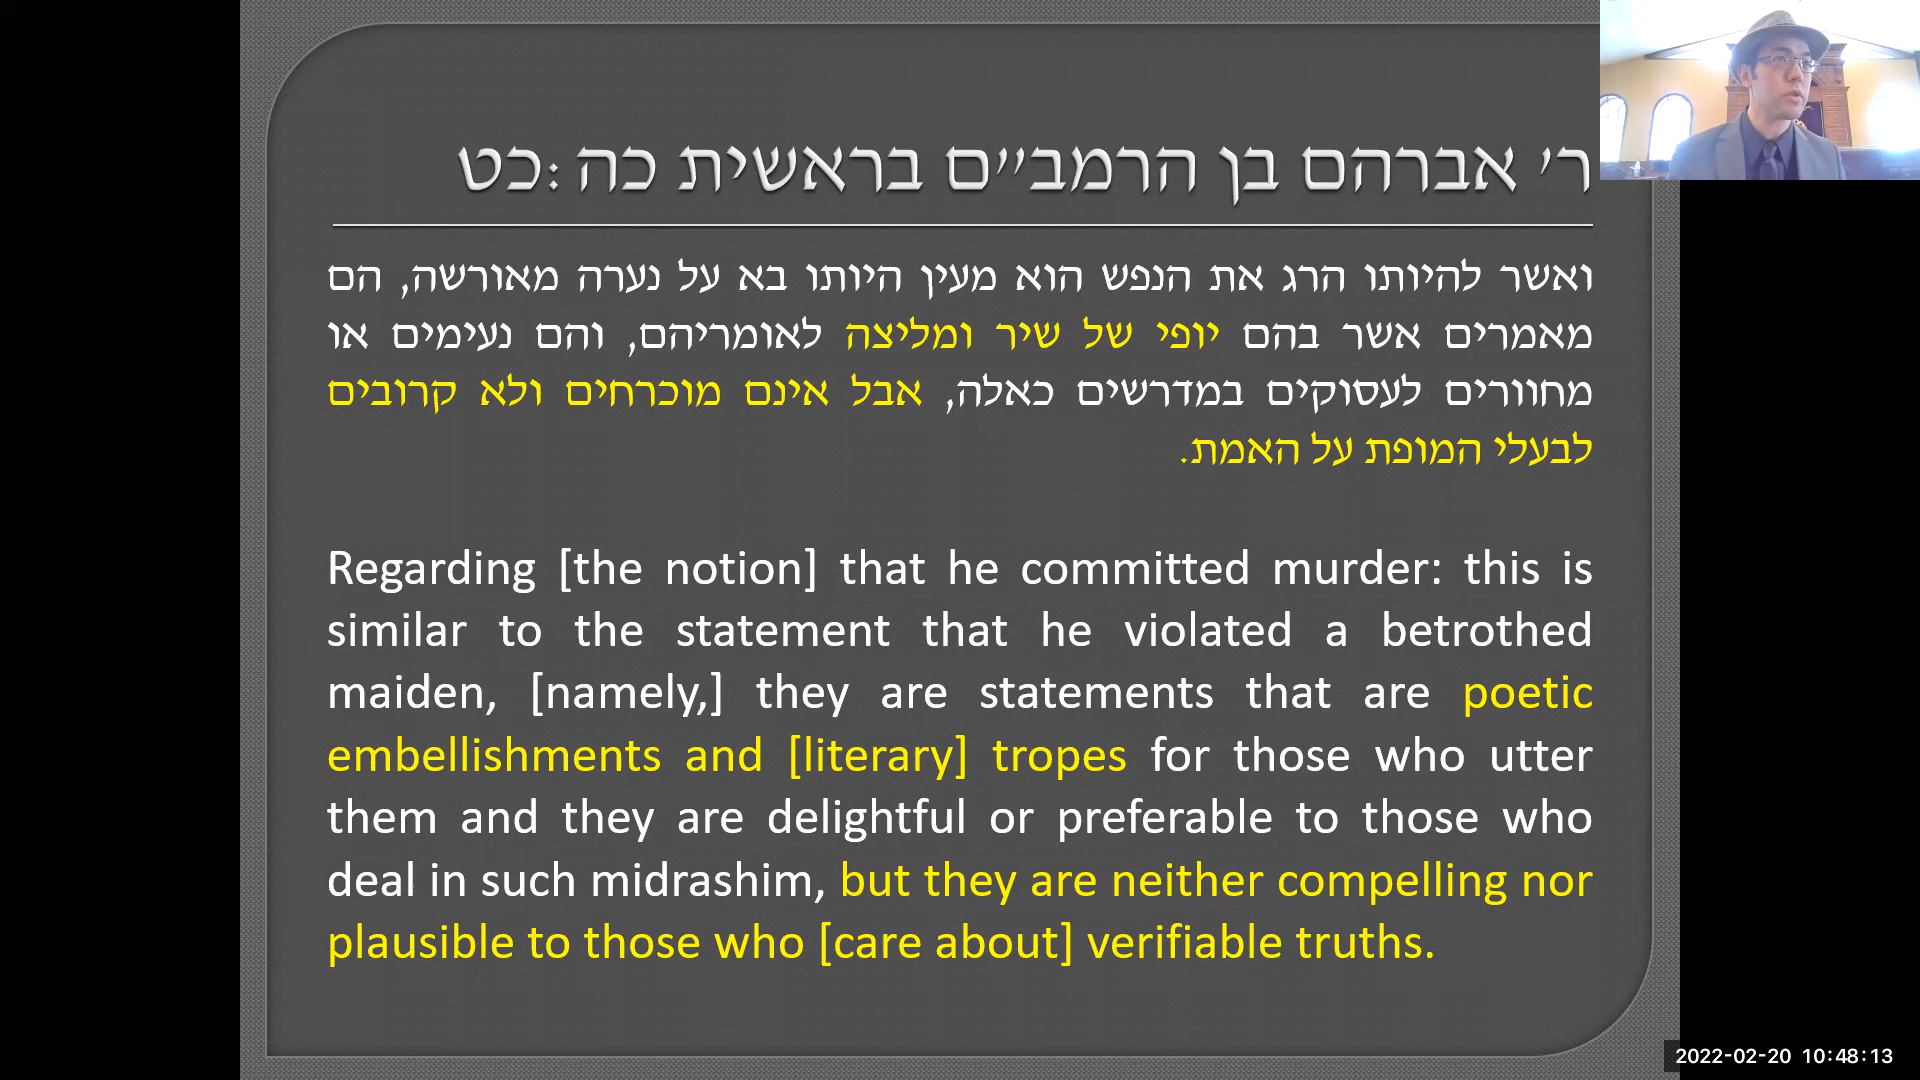 ר' אברהם בן הרמב"ם בראשית כה:כט
ואשר להיותו הרג את הנפש הוא מעין היותו בא על נערה מאורשה, הם
מאמרים אשר בהם יופי של שיר ומליצה לאומריהם, והם נעימים או
מחוורים לעסוקים במדרשים כאלה, אבל אינם מוכרחים ולא קרובים
לבעלי המופת על האמת.
Regarding [the notion] that he committed murder: this is
similar to the statement that he violated a betrothed
maiden, [namely,] they are statements that are poetic
embellishments and [literary] tropes for those who utter
them and they are delightful or preferable to those who
deal in such midrashim, but they are neither compelling nor
plausible to those who [care about] verifiable truths.
2022-02-20 10:48:13